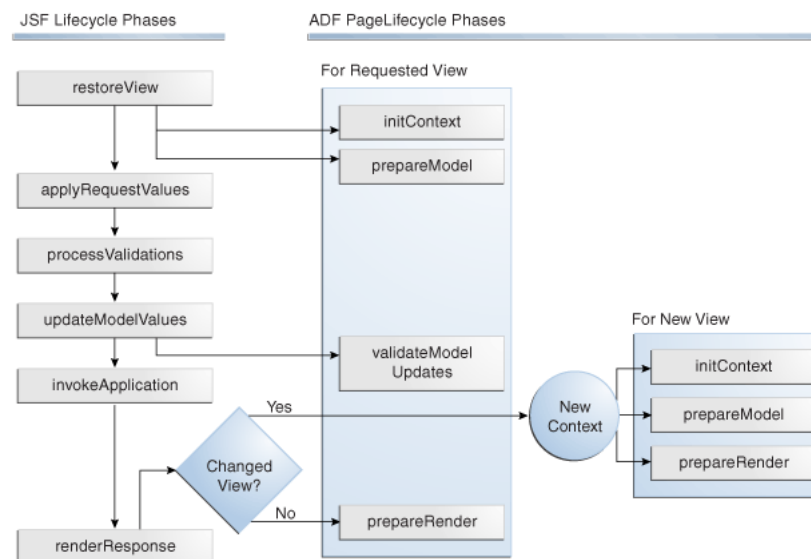 JSF Lifecycle Phases
ADF PageLifecycle Phases
For Requested View
restoreView
initContext
prepareModel
applyRequestValues
processValidations
updateModelValues
validateModel
Updates
invokeApplication
For New View
initContext
prepareModel
prepareRender
New
Context
Yes
Changed
View?
No
prepareRender
renderResponse